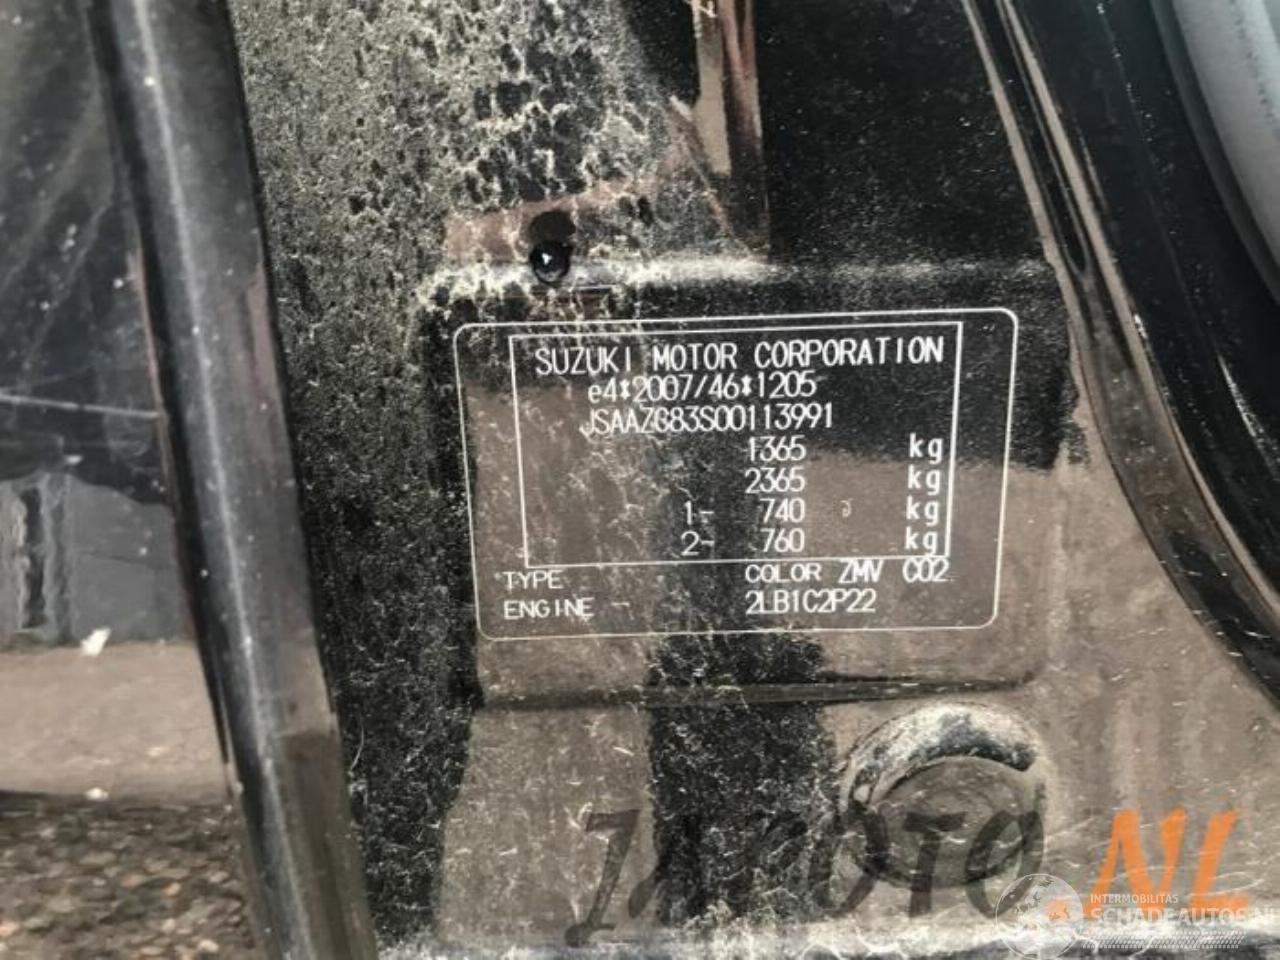 SUZUKI MOTOR CORPORATION
e4*2007/46*1205
JSAAZC83S00113991
1365 kg
2365 kg
1- 740 kg
2- 760 kg
TYPE COLOR ZMV C02
ENGINE - 2LB1C2P22
.NL
INTERMOBILITAS
SCHADEAUTOS.NL